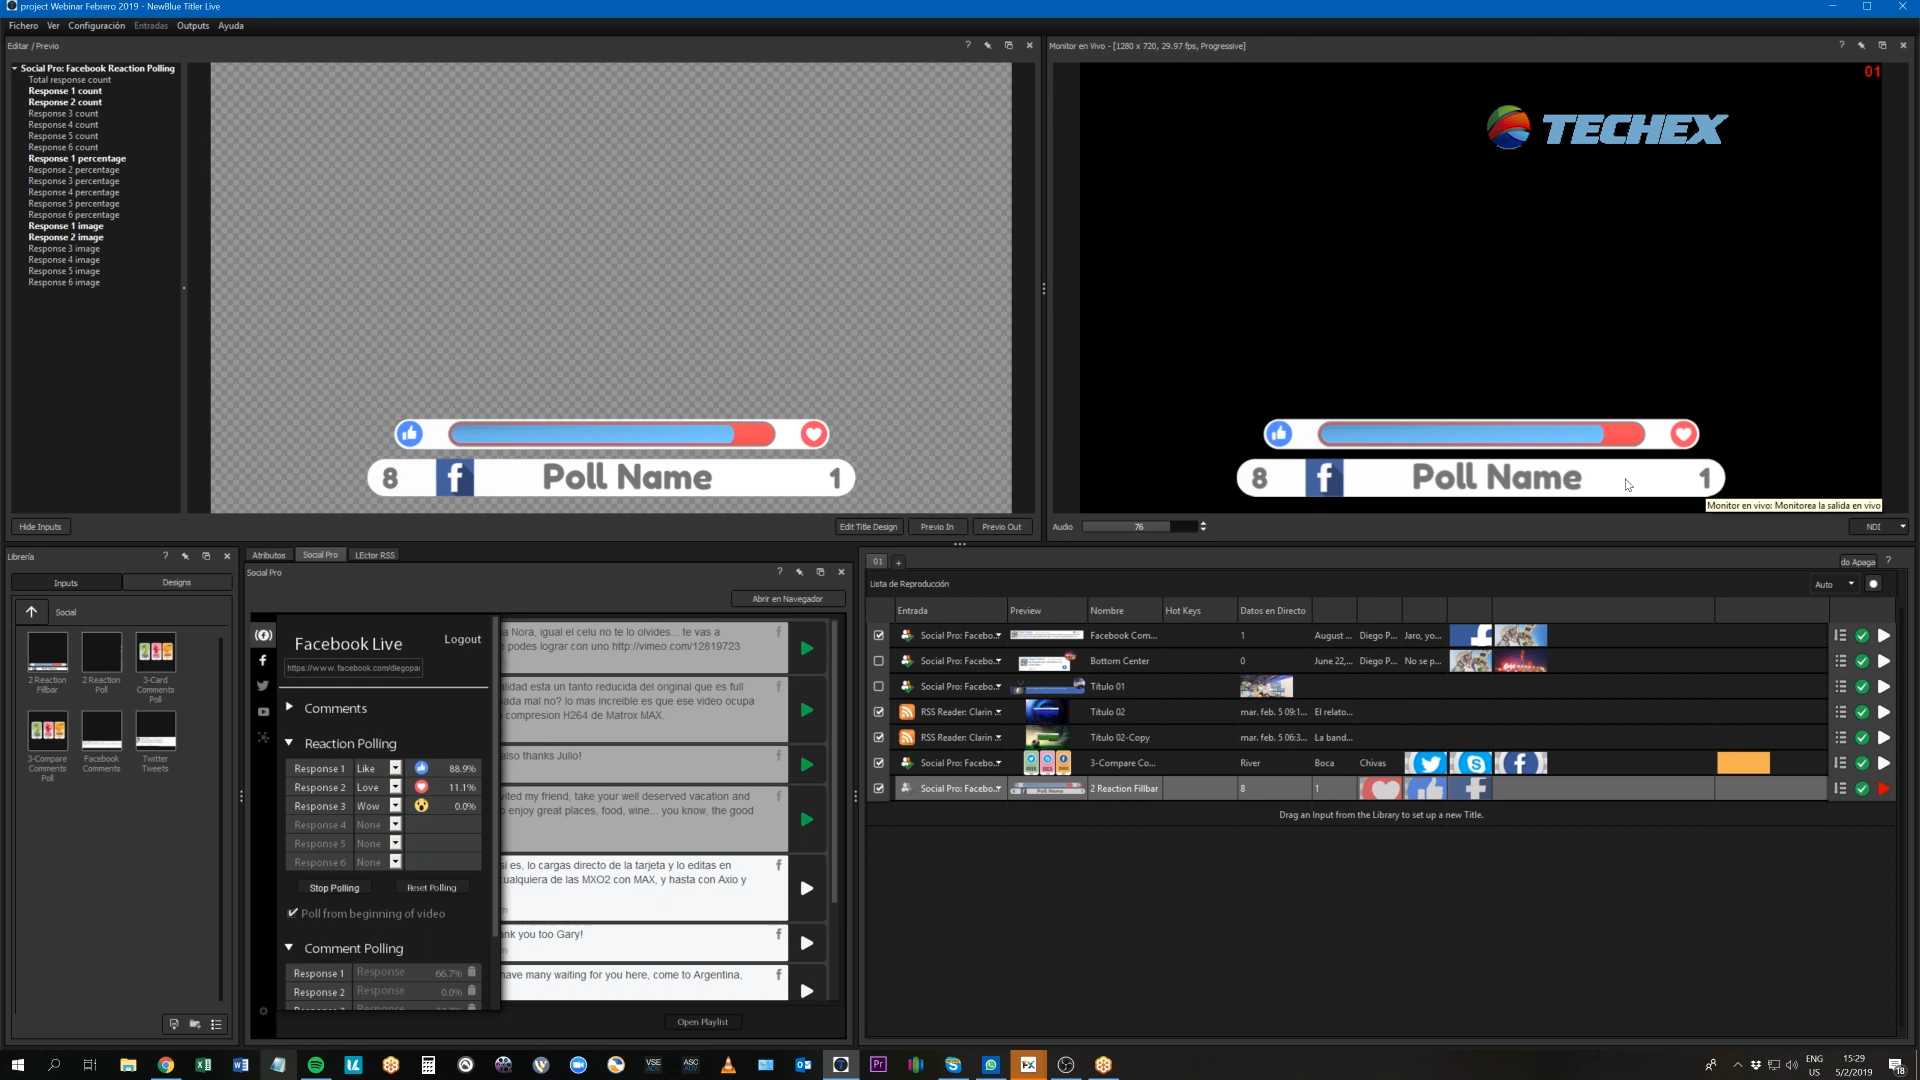 project Webinar Febrero 2019 - NewBlue Titler Live
Fichero Ver Configuración Entradas Outputs Ayuda
Editar / Previo
Social Pro: Facebook Reaction Polling
Total response count
Response 1 count
Response 2 count
Response 3 count
Response 4 count
Response 5 count
Response 6 count
Response 1 percentage
Response 2 percentage
Response 3 percentage
Response 4 percentage
Response 5 percentage
Response 6 percentage
Response 1 image
Response 2 image
Response 3 image
Response 4 image
Response 5 image
Response 6 image
8 f Poll Name 1
Hide Inputs
Edit Title Design Previo In Previo Out
Monitor en Vivo - [1280 x 720, 29.97 fps, Progressive]
01
TECHEX
8 f Poll Name 1
Monitor en vivo: Monitorea la salida en vivo
Audio 76 NDI
Librería
Inputs Designs
Social
2 Reaction Fillbar
2 Reaction Poll
3-Card Comments Poll
3-Compare Comments Poll
Facebook Comments
Twitter Tweets
Atributos Social Pro LEctor RSS
Social Pro
Abrir en Navegador
Facebook Live Logout
https://www.facebook.com/diegopa
Comments
Reaction Polling
Response 1 Like 88.9%
Response 2 Love 11.1%
Response 3 Wow 0.0%
Response 4 None
Response 5 None
Response 6 None
Stop Polling Reset Polling
Poll from beginning of video
Comment Polling
Response 1 Response 66.7%
Response 2 Response 0.0%
a Nora, igual el celu no te lo olvides... te vas a
podes lograr con uno http://vimeo.com/12819723
alidad esta un tanto reducida del original que es full
ada mal no? lo mas increible es que ese video ocupa
compresion H264 de Matrox MAX.
also thanks Julio!
vited my friend, take your well deserved vacation and
enjoy great places, food, wine... you know, the good
si es, lo cargas directo de la tarjeta y lo editas en
ualquiera de las MXO2 con MAX, y hasta con Axio y
m
nk you too Gary!
m
have many waiting for you here, come to Argentina,
Open Playlist
01 +
do Apaga
Lista de Reproducción
Auto
Entrada Preview Nombre Hot Keys Datos en Directo
Social Pro: Facebo... Facebook Com... 1 August ... Diego P... Jaro, yo...
Social Pro: Facebo... Bottom Center 0 June 22,... Diego P... No se p...
Social Pro: Facebo... Título 01
RSS Reader: Clarin Título 02 mar. feb. 5 09:1... El relato...
RSS Reader: Clarin Título 02-Copy mar. feb. 5 06:3... La band...
Social Pro: Facebo... 3-Compare Co... River Boca Chivas
Social Pro: Facebo... 2 Reaction Fillbar 8 1
Drag an Input from the Library to set up a new Title.
VSE ADV
ASC ADV
Pr
FX
ENG
US
15:29
5/2/2019
18